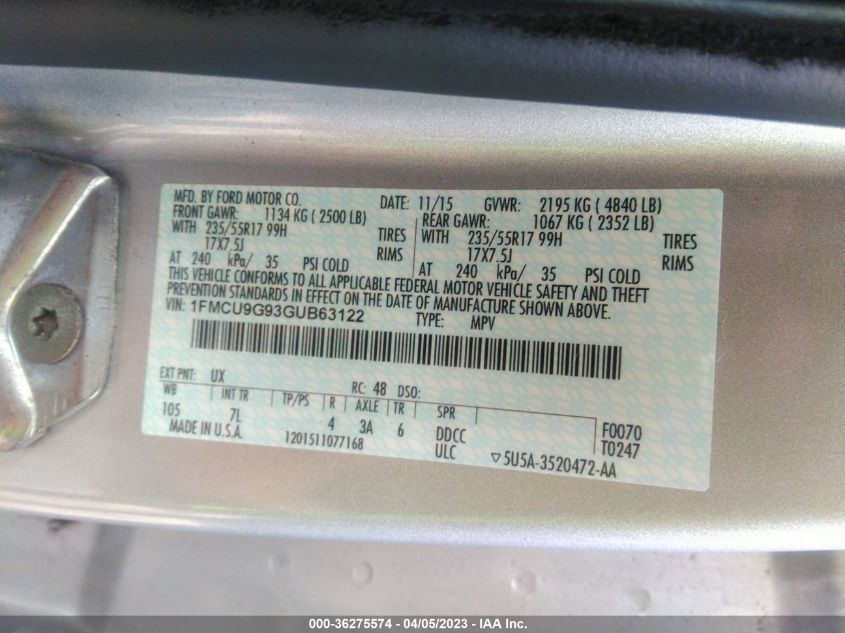 MFD. BY FORD MOTOR CO. DATE: 11/15 GVWR: 2195 KG ( 4840 LB)
FRONT GAWR: 1134 KG ( 2500 LB) REAR GAWR: 1067 KG ( 2352 LB)
WITH 235/55R17 99H TIRES WITH 235/55R17 99H TIRES
17X7.5J RIMS 17X7.5J RIMS
AT 240 kPa/ 35 PSI COLD AT 240 kPa/ 35 PSI COLD
THIS VEHICLE CONFORMS TO ALL APPLICABLE FEDERAL MOTOR VEHICLE SAFETY AND THEFT
PREVENTION STANDARDS IN EFFECT ON THE DATE OF MANUFACTURE SHOWN ABOVE.
VIN: 1FMCU9G93GUB63122 TYPE: MPV
EXT PNT: UX RC: 48 DSO:
WB INT TR TP/PS R AXLE TR SPR
105 7L 4 3A 6 DDCC F0070
MADE IN U.S.A. 1201511077168 ULC T0247
▽5U5A-3520472-AA
000-36275574 - 04/05/2023 - IAA Inc.